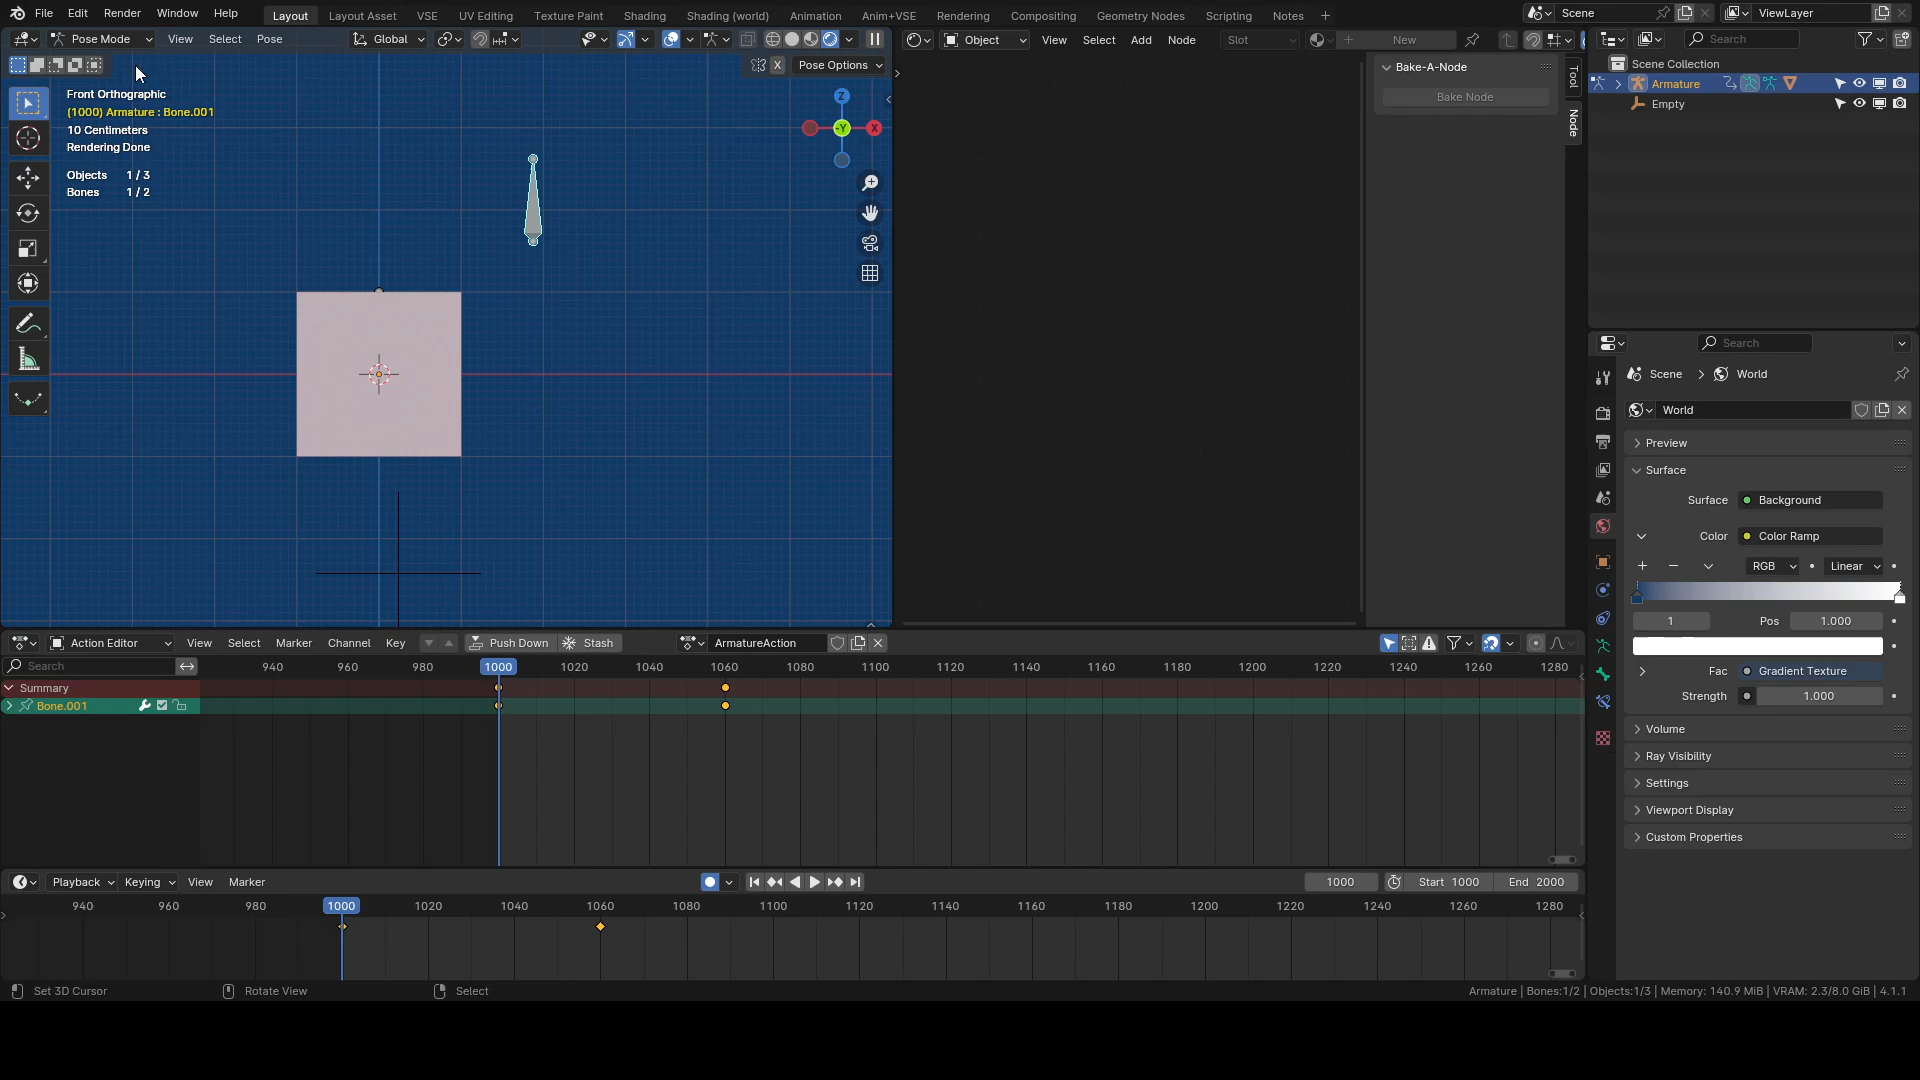 File Edit Render Window Help Layout Layout Asset VSE UV Editing Texture Paint Shading Shading (world) Animation Anim+VSE Rendering Compositing Geometry Nodes Scripting Notes + Scene ViewLayer
Pose Mode View Select Pose Global Object View Select Add Node Slot New Search
X Pose Options
Front Orthographic
(1000) Armature : Bone.001
10 Centimeters
Rendering Done
Objects 1 / 3
Bones 1 / 2
Z
-Y
X
Bake-A-Node
Bake Node
Tool
Node
Scene Collection
Armature
Empty
Search
Scene World
World
Preview
Surface
Surface Background
Color Color Ramp
RGB Linear
1 Pos 1.000
Fac Gradient Texture
Strength 1.000
Volume
Ray Visibility
Settings
Viewport Display
Custom Properties
Action Editor View Select Marker Channel Key Push Down Stash ArmatureAction
Search 940 960 980 1000 1020 1040 1060 1080 1100 1120 1140 1160 1180 1200 1220 1240 1260 1280
Summary
Bone.001
Playback Keying View Marker 1000 Start 1000 End 2000
940 960 980 1000 1020 1040 1060 1080 1100 1120 1140 1160 1180 1200 1220 1240 1260 1280
Set 3D Cursor Rotate View Select Armature | Bones:1/2 | Objects:1/3 | Memory: 140.9 MiB | VRAM: 2.3/8.0 GiB | 4.1.1